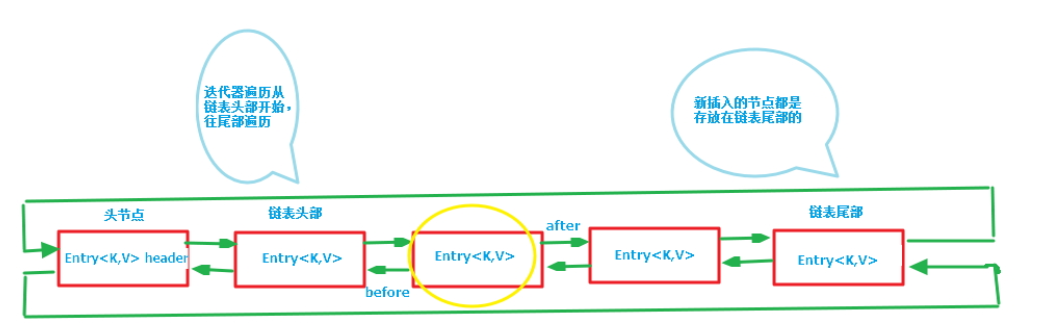 迭代器遍历从
链表头部开始，
往尾部遍历
新插入的节点都是
存放在链表尾部的
头节点
链表头部
链表尾部
after
Entry<K,V> header
Entry<K,V>
Entry<K,V>
Entry<K,V>
Entry<K,V>
before